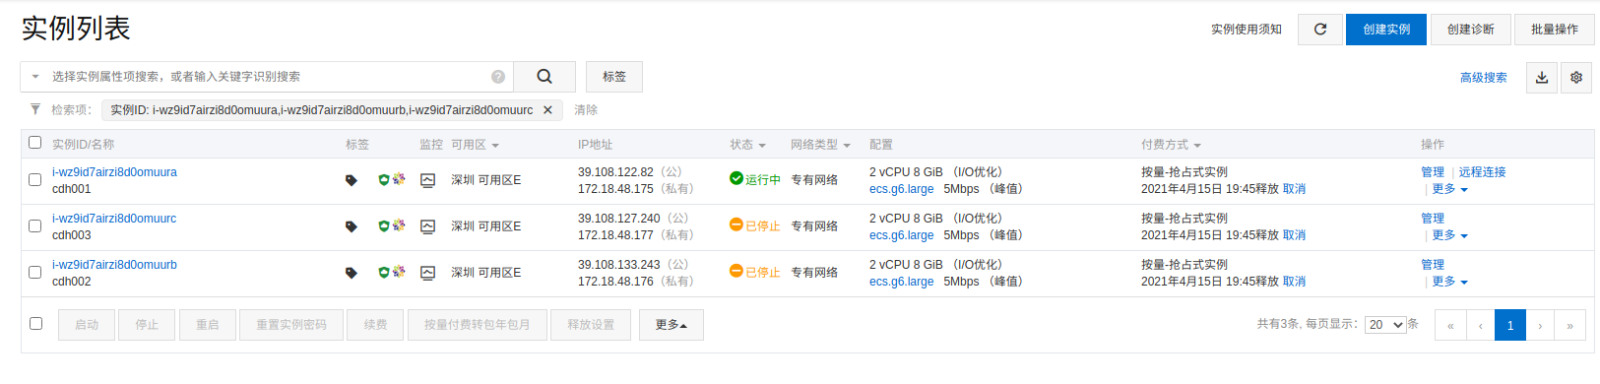 实例列表
实例使用须知 创建实例 创建诊断 批量操作
选择实例属性项搜索，或者输入关键字识别搜索 ? 标签 高级搜索
检索项： 实例ID: i-wz9id7airzi8d0omuura,i-wz9id7airzi8d0omuurb,i-wz9id7airzi8d0omuurc ✕ 清除
实例ID/名称 标签 监控 可用区 IP地址 状态 网络类型 配置 付费方式 操作
i-wz9id7airzi8d0omuura 39.108.122.82（公） 2 vCPU 8 GiB （I/O优化） 按量-抢占式实例 管理 | 远程连接
cdh001 深圳 可用区E 172.18.48.175（私有） 运行中 专有网络 ecs.g6.large 5Mbps （峰值） 2021年4月15日 19:45释放 取消 | 更多
i-wz9id7airzi8d0omuurc 39.108.127.240（公） 2 vCPU 8 GiB （I/O优化） 按量-抢占式实例 管理
cdh003 深圳 可用区E 172.18.48.177（私有） 已停止 专有网络 ecs.g6.large 5Mbps （峰值） 2021年4月15日 19:45释放 取消 | 更多
i-wz9id7airzi8d0omuurb 39.108.133.243（公） 2 vCPU 8 GiB （I/O优化） 按量-抢占式实例 管理
cdh002 深圳 可用区E 172.18.48.176（私有） 已停止 专有网络 ecs.g6.large 5Mbps （峰值） 2021年4月15日 19:45释放 取消 | 更多
启动 停止 重启 重置实例密码 续费 按量付费转包年包月 释放设置 更多 共有3条, 每页显示： 20 条 « ‹ 1 › »